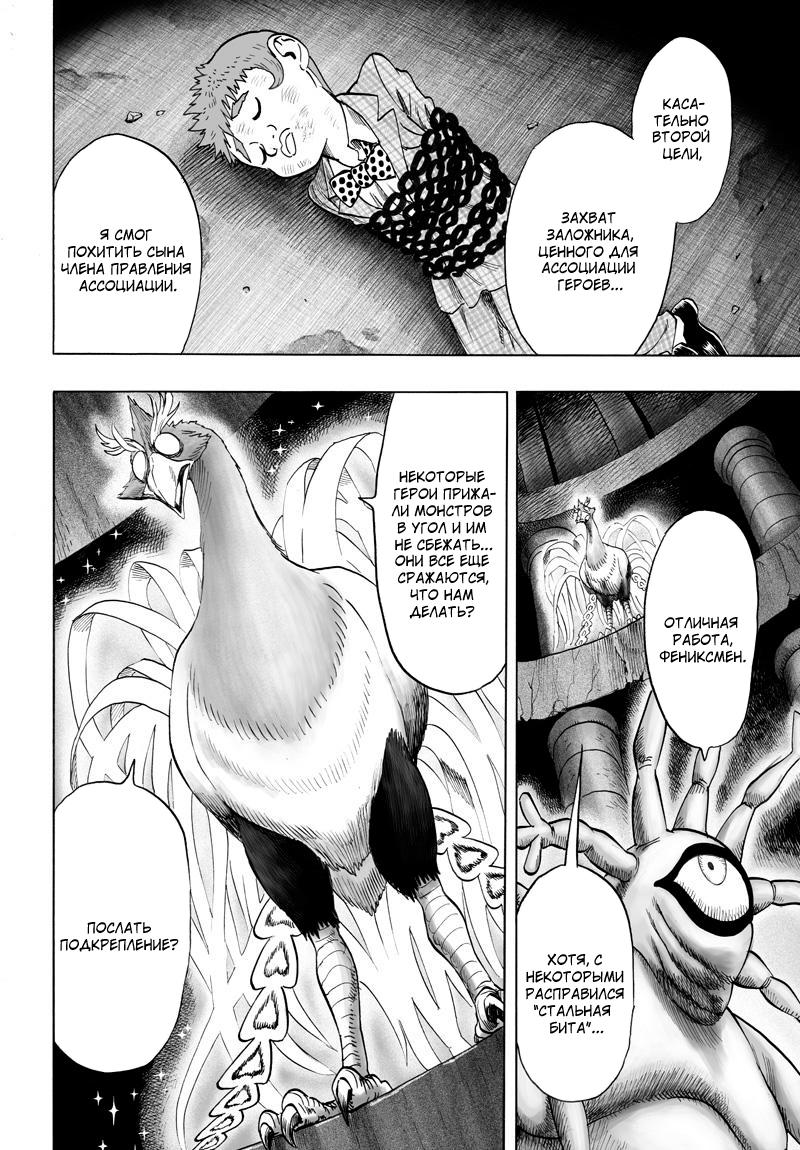 КАСА-
ТЕЛЬНО
ВТОРОЙ
ЦЕЛИ,
ЗАХВАТ
ЗАЛОЖНИКА,
ЦЕННОГО ДЛЯ
АССОЦИАЦИИ
ГЕРОЕВ...
Я СМОГ
ПОХИТИТЬ СЫНА
ЧЛЕНА ПРАВЛЕНИЯ
АССОЦИАЦИИ.
ОТЛИЧНАЯ
РАБОТА,
ФЕНИКСМЕН.
ХОТЯ, С
НЕКОТОРЫМИ
РАСПРАВИЛСЯ
"СТАЛЬНАЯ
БИТА"...
НЕКОТОРЫЕ
ГЕРОИ ПРИЖА-
ЛИ МОНСТРОВ
В УГОЛ И ИМ
НЕ СБЕЖАТЬ...
ОНИ ВСЕ ЕЩЕ
СРАЖАЮТСЯ,
ЧТО НАМ
ДЕЛАТЬ?
ПОСЛАТЬ
ПОДКРЕПЛЕНИЕ?